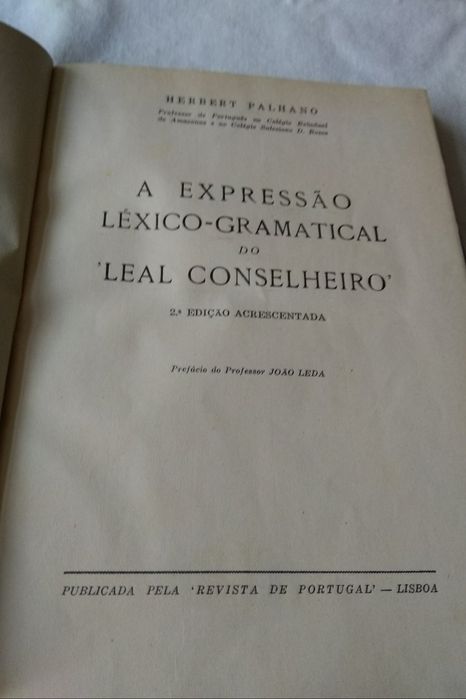 HERBERT PALHANO
Professor de Português no Colégio Estadual
do Amazonas e no Colégio Salesiano D. Bosco
A EXPRESSÃO
LÉXICO-GRAMATICAL
DO
'LEAL CONSELHEIRO'
2.ª EDIÇÃO ACRESCENTADA
Prefácio do Professor JOÃO LEDA
PUBLICADA PELA 'REVISTA DE PORTUGAL' — LISBOA